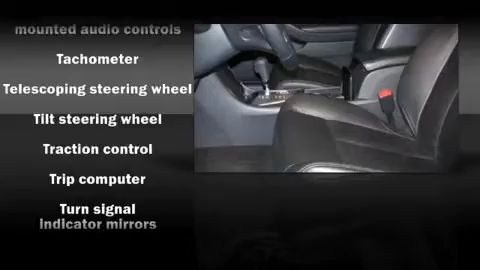 mounted audio controls
Tachometer
Telescoping steering wheel
Tilt steering wheel
Traction control
Trip computer
Turn signal
indicator mirrors